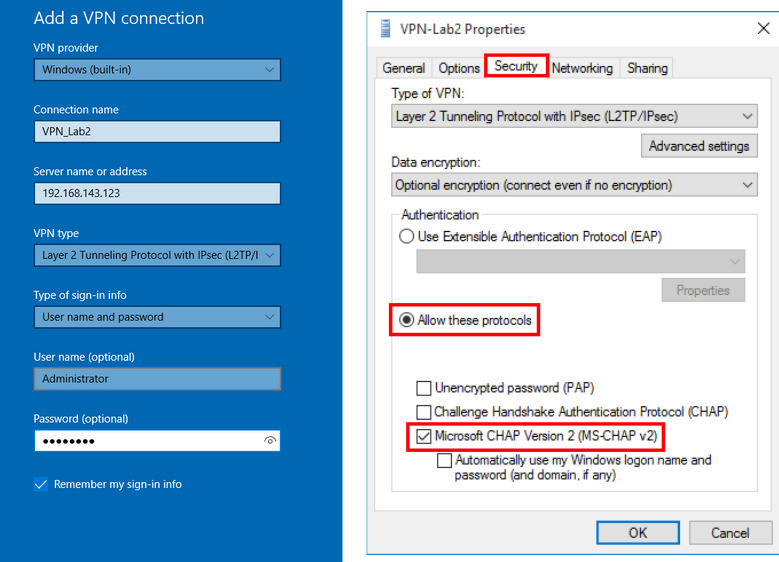 Add a VPN connection
VPN provider
Windows (built-in)
Connection name
VPN_Lab2
Server name or address
192.168.143.123
VPN type
Layer 2 Tunneling Protocol with IPsec (L2TP/I
Type of sign-in info
User name and password
User name (optional)
Administrator
Password (optional)
●●●●●●●●
Remember my sign-in info
VPN-Lab2 Properties
General Options Security Networking Sharing
Type of VPN:
Layer 2 Tunneling Protocol with IPsec (L2TP/IPsec)
Advanced settings
Data encryption:
Optional encryption (connect even if no encryption)
Authentication
Use Extensible Authentication Protocol (EAP)
Properties
Allow these protocols
Unencrypted password (PAP)
Challenge Handshake Authentication Protocol (CHAP)
Microsoft CHAP Version 2 (MS-CHAP v2)
Automatically use my Windows logon name and
password (and domain, if any)
OK Cancel